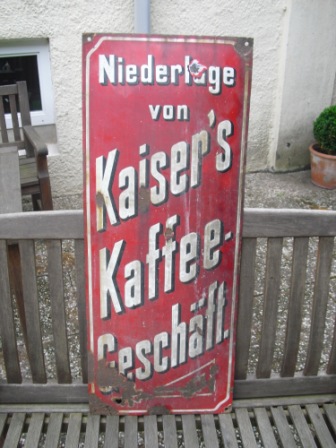 Niederlage
von
Kaiser's
Kaffee-
Geschäft.